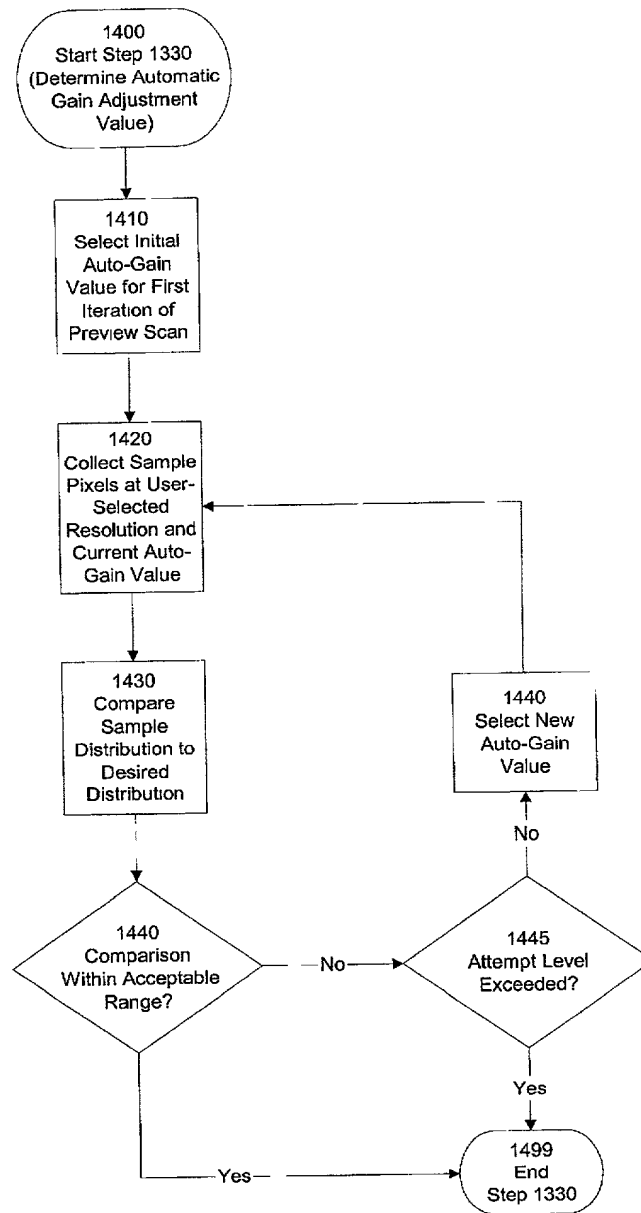 1400
Start Step 1330
(Determine Automatic
Gain Adjustment
Value)
1410
Select Initial
Auto-Gain
Value for First
Iteration of
Preview Scan
1420
Collect Sample
Pixels at User-
Selected
Resolution and
Current Auto-
Gain Value
1430
Compare
Sample
Distribution to
Desired
Distribution
1440
Select New
Auto-Gain
Value
No
1440
Comparison
Within Acceptable
Range?
No
1445
Attempt Level
Exceeded?
Yes
Yes
1499
End
Step 1330